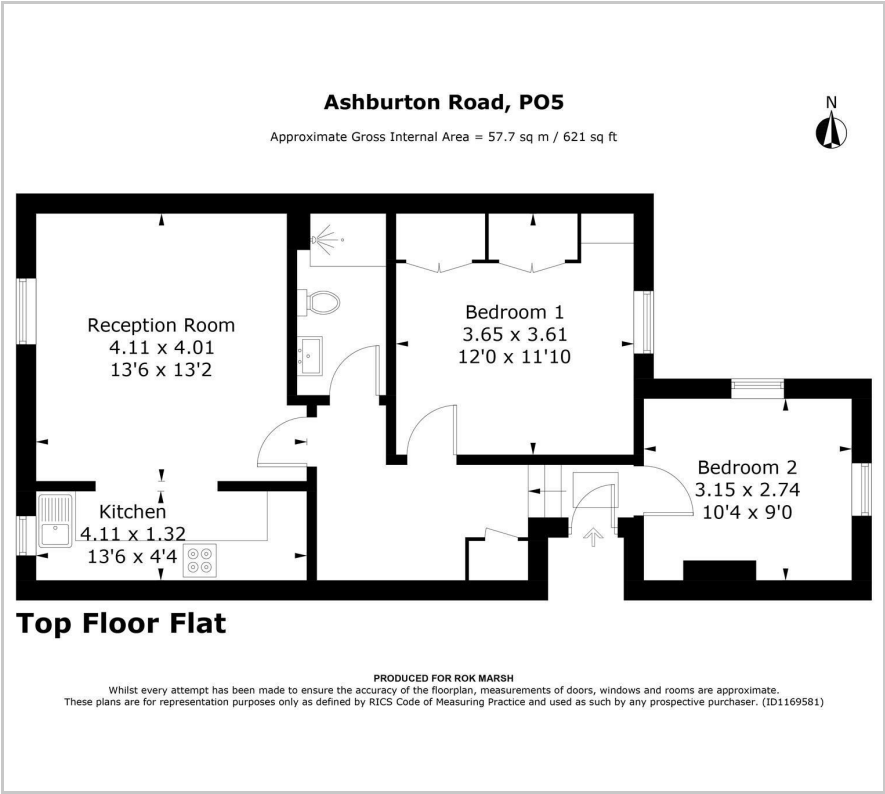 Ashburton Road, PO5
Approximate Gross Internal Area = 57.7 sq m / 621 sq ft
N
Reception Room
4.11 x 4.01
13'6 x 13'2
Bedroom 1
3.65 x 3.61
12'0 x 11'10
Bedroom 2
3.15 x 2.74
10'4 x 9'0
Kitchen
4.11 x 1.32
13'6 x 4'4
Top Floor Flat
PRODUCED FOR ROK MARSH
Whilst every attempt has been made to ensure the accuracy of the floorplan, measurements of doors, windows and rooms are approximate.
These plans are for representation purposes only as defined by RICS Code of Measuring Practice and used as such by any prospective purchaser. (ID1169581)